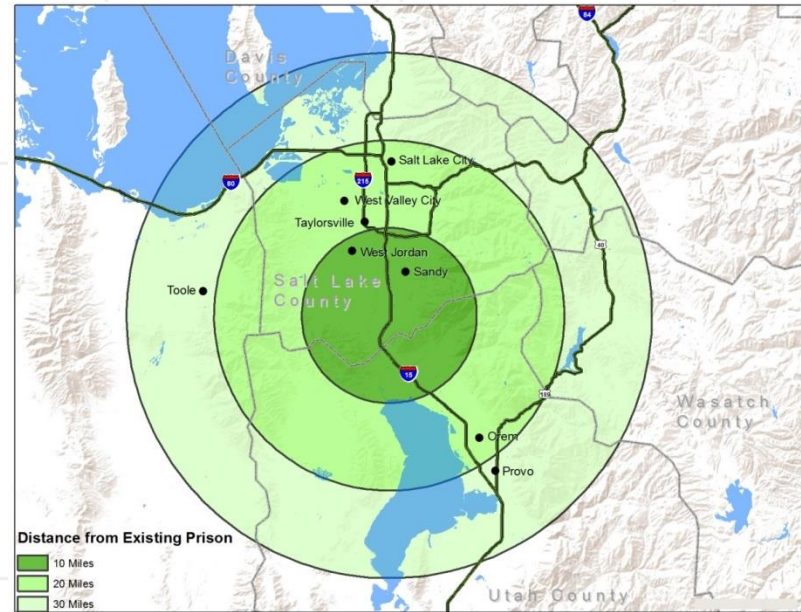 84
Davis
County
Salt Lake City
215
80
West Valley City
Taylorsville
West Jordan
40
Sandy
Salt Lake
County
Toole
15
189
Wasatch
County
Orem
Provo
Distance from Existing Prison
10 Miles
20 Miles
30 Miles
Utah County